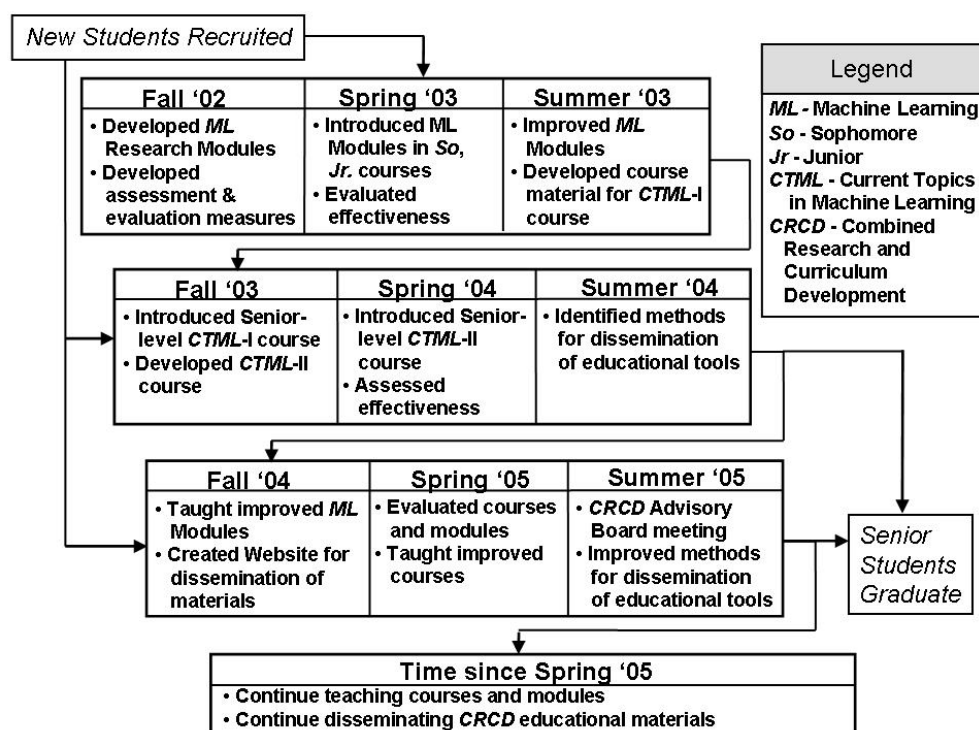 New Students Recruited
Legend
ML - Machine Learning
So - Sophomore
Jr - Junior
CTML - Current Topics
in Machine Learning
CRCD - Combined
Research and
Curriculum
Development
Fall ‘02
• Developed ML
Research Modules
• Developed
assessment &
evaluation measures
Spring ‘03
• Introduced ML
Modules in So,
Jr. courses
• Evaluated
effectiveness
Summer ‘03
• Improved ML
Modules
• Developed course
material for CTML-I
course
Fall ‘03
• Introduced Senior-
level CTML-I course
• Developed CTML-II
course
Spring ‘04
• Introduced Senior-
level CTML-II
course
• Assessed
effectiveness
Summer ‘04
• Identified methods
for dissemination
of educational tools
Fall ‘04
• Taught improved ML
Modules
• Created Website for
dissemination of
materials
Spring ‘05
• Evaluated courses
and modules
• Taught improved
courses
Summer ‘05
• CRCD Advisory
Board meeting
• Improved methods
for dissemination
of educational tools
Senior
Students
Graduate
Time since Spring ‘05
• Continue teaching courses and modules
• Continue disseminating CRCD educational materials